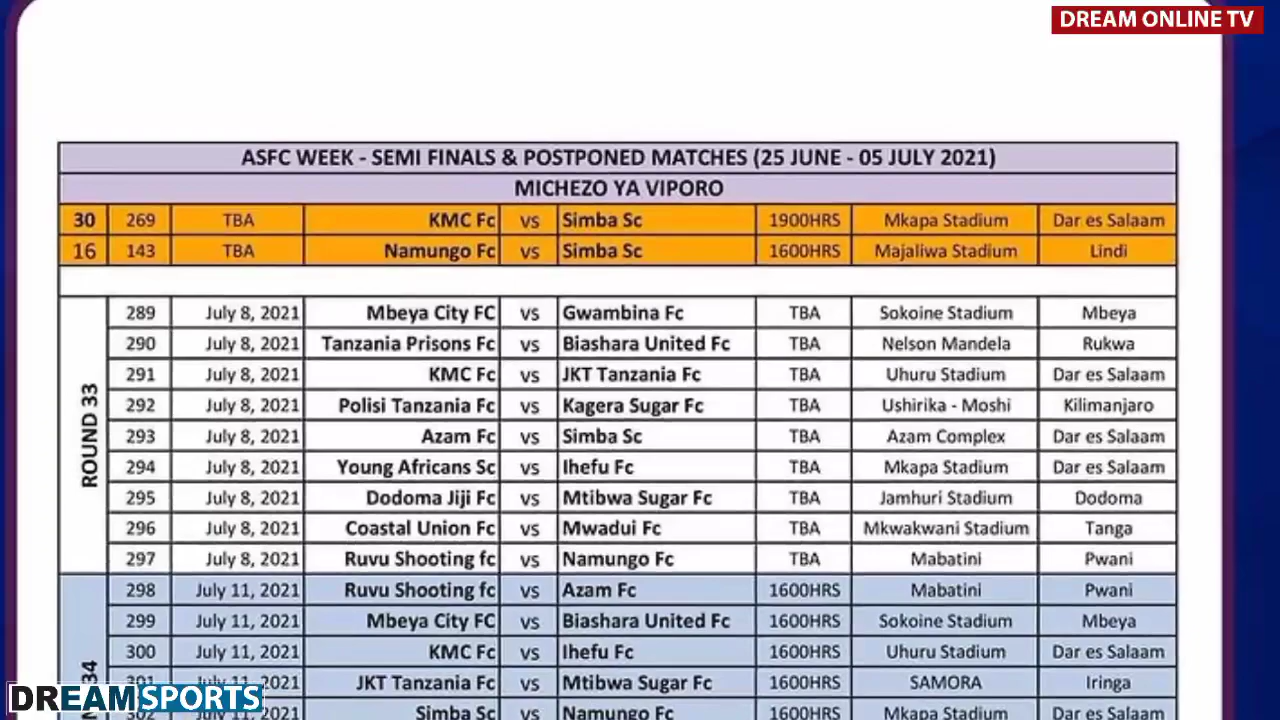 DREAM ONLINE TV
ASFC WEEK - SEMI FINALS & POSTPONED MATCHES (25 JUNE - 05 JULY 2021)
MICHEZO YA VIPORO
30 269 TBA KMC Fc vs Simba Sc 1900HRS Mkapa Stadium Dar es Salaam
16 143 TBA Namungo Fc vs Simba Sc 1600HRS Majaliwa Stadium Lindi
ROUND 33
289 July 8, 2021 Mbeya City FC vs Gwambina Fc TBA Sokoine Stadium Mbeya
290 July 8, 2021 Tanzania Prisons Fc vs Biashara United Fc TBA Nelson Mandela Rukwa
291 July 8, 2021 KMC Fc vs JKT Tanzania Fc TBA Uhuru Stadium Dar es Salaam
292 July 8, 2021 Polisi Tanzania Fc vs Kagera Sugar Fc TBA Ushirika - Moshi Kilimanjaro
293 July 8, 2021 Azam Fc vs Simba Sc TBA Azam Complex Dar es Salaam
294 July 8, 2021 Young Africans Sc vs Ihefu Fc TBA Mkapa Stadium Dar es Salaam
295 July 8, 2021 Dodoma Jiji Fc vs Mtibwa Sugar Fc TBA Jamhuri Stadium Dodoma
296 July 8, 2021 Coastal Union Fc vs Mwadui Fc TBA Mkwakwani Stadium Tanga
297 July 8, 2021 Ruvu Shooting fc vs Namungo Fc TBA Mabatini Pwani
34
298 July 11, 2021 Ruvu Shooting fc vs Azam Fc 1600HRS Mabatini Pwani
299 July 11, 2021 Mbeya City FC vs Biashara United Fc 1600HRS Sokoine Stadium Mbeya
300 July 11, 2021 KMC Fc vs Ihefu Fc 1600HRS Uhuru Stadium Dar es Salaam
301 July 11, 2021 JKT Tanzania Fc vs Mtibwa Sugar Fc 1600HRS SAMORA Iringa
302 July 11, 2021 Simba Sc vs Namungo Fc 1600HRS Mkapa Stadium Dar es Salaam
DREAMSPORTS